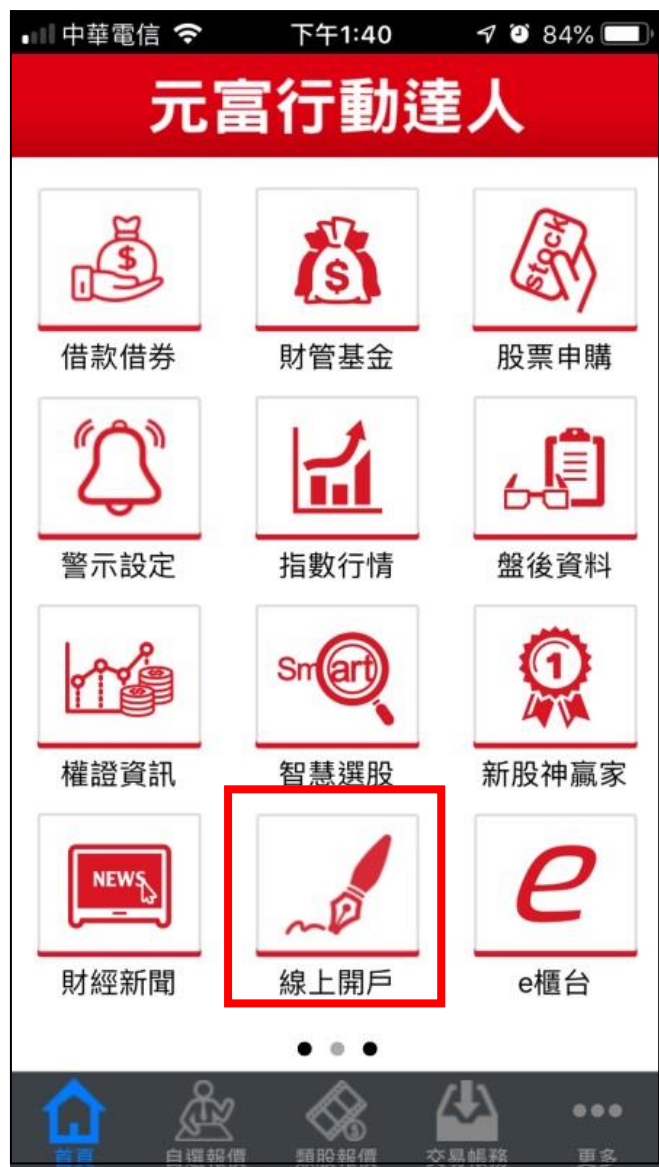 中華電信 下午1:40 84%
元富行動達人
$ $ stock
借款借券 財管基金 股票申購
警示設定 指數行情 盤後資料
Smart 1
權證資訊 智慧選股 新股神贏家
NEWS e
財經新聞 線上開戶 e櫃台
首頁 自選報價 類股報價 交易帳務 更多